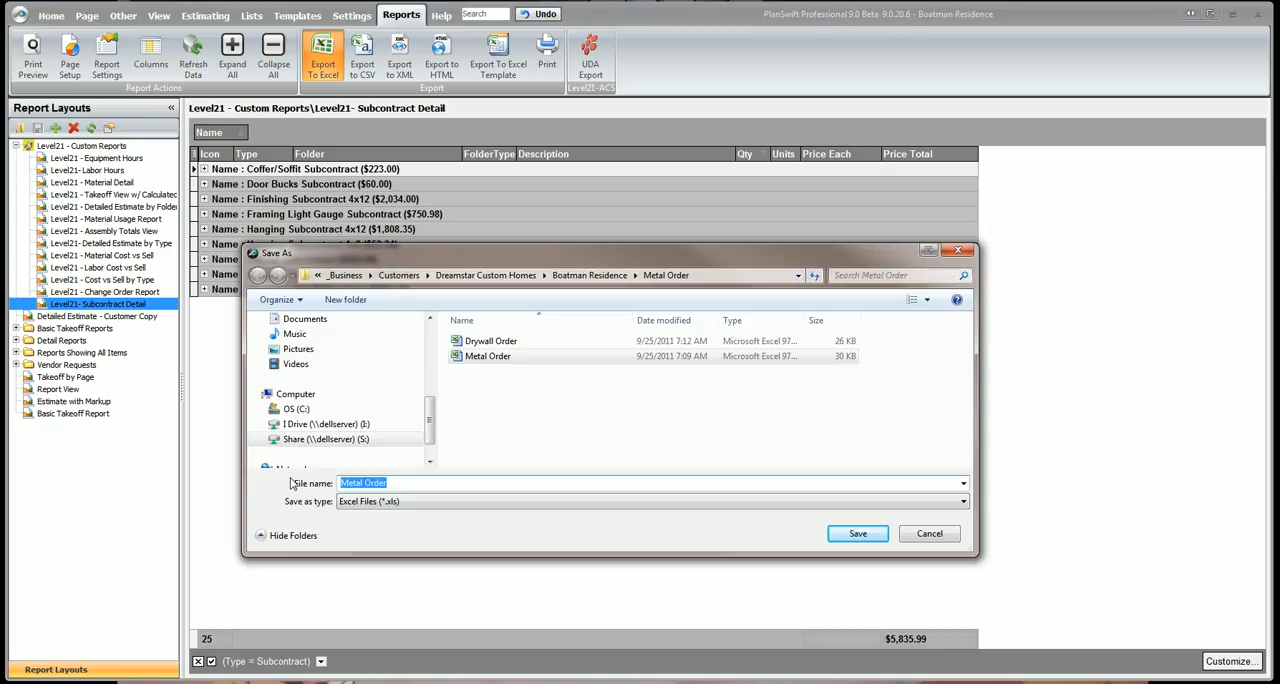 Home Page Other View Estimating Lists Templates Settings Reports Help Search Undo PlanSwift Professional 9.0 Beta 9.0.20.6 - Boatman Residence
Print Preview Page Setup Report Settings Columns Refresh Data Expand All Collapse All Export To Excel Export to CSV Export to XML Export to HTML Export To Excel Template Print UDA Export
Report Actions Export Level21-ACS
Report Layouts « Level21 - Custom Reports\Level21- Subcontract Detail
Name
Icon Type Folder FolderType Description Qty Units Price Each Price Total
Level21 - Custom Reports
Level21 - Equipment Hours
Level21- Labor Hours
Level21 - Material Detail
Level21 - Takeoff View w/ Calculated
Level21 - Detailed Estimate by Folder
Level21 - Material Usage Report
Level21 - Assembly Totals View
Level21- Detailed Estimate by Type
Level21 - Material Cost vs Sell
Level21 - Labor Cost vs Sell
Level21 - Cost vs Sell by Type
Level21 - Change Order Report
Level21- Subcontract Detail
Detailed Estimate - Customer Copy
Basic Takeoff Reports
Detail Reports
Reports Showing All Items
Vendor Requests
Takeoff by Page
Report View
Estimate with Markup
Basic Takeoff Report
Name : Coffer/Soffit Subcontract ($223.00)
Name : Door Bucks Subcontract ($60.00)
Name : Finishing Subcontract 4x12 ($2,034.00)
Name : Framing Light Gauge Subcontract ($750.98)
Name : Hanging Subcontract 4x12 ($1,808.35)
Name
Name
Name
Save As
« _Business Customers Dreamstar Custom Homes Boatman Residence Metal Order Search Metal Order
Organize New folder
Documents
Music
Pictures
Videos
Computer
OS (C:)
I Drive (\\dellserver) (I:)
Share (\\dellserver) (S:)
Name Date modified Type Size
Drywall Order 9/25/2011 7:12 AM Microsoft Excel 97... 26 KB
Metal Order 9/25/2011 7:09 AM Microsoft Excel 97... 30 KB
File name: Metal Order
Save as type: Excel Files (*.xls)
Hide Folders Save Cancel
25 $5,835.99
(Type = Subcontract) Customize...
Report Layouts